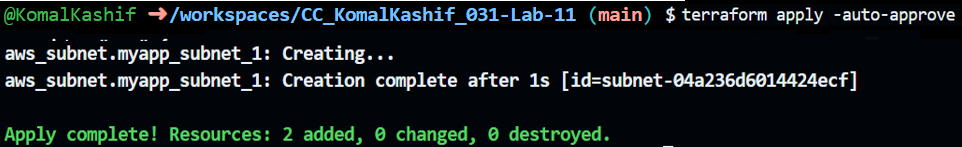 @KomalKashif ➜/workspaces/CC_KomalKashif_031-Lab-11 (main) $ terraform apply -auto-approve
aws_subnet.myapp_subnet_1: Creating...
aws_subnet.myapp_subnet_1: Creation complete after 1s [id=subnet-04a236d6014424ecf]
Apply complete! Resources: 2 added, 0 changed, 0 destroyed.